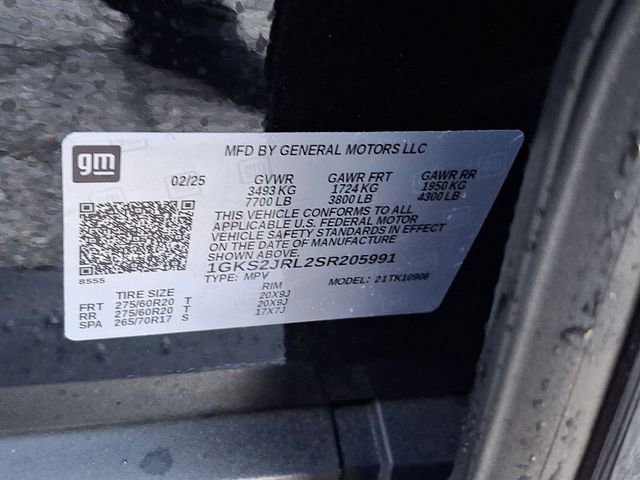 gm
MFD BY GENERAL MOTORS LLC
02/25 GVWR GAWR FRT GAWR RR
3493 KG 1724 KG 1950 KG
7700 LB 3800 LB 4300 LB
THIS VEHICLE CONFORMS TO ALL
APPLICABLE U.S. FEDERAL MOTOR
VEHICLE SAFETY STANDARDS IN EFFECT
ON THE DATE OF MANUFACTURE
SHOWN ABOVE.
1GKS2JRL2SR205991
TYPE: MPV MODEL: 21TK10906
8555
TIRE SIZE RIM
FRT 275/60R20 T 20X9J
RR 275/60R20 T 20X9J
SPA 265/70R17 S 17X7J